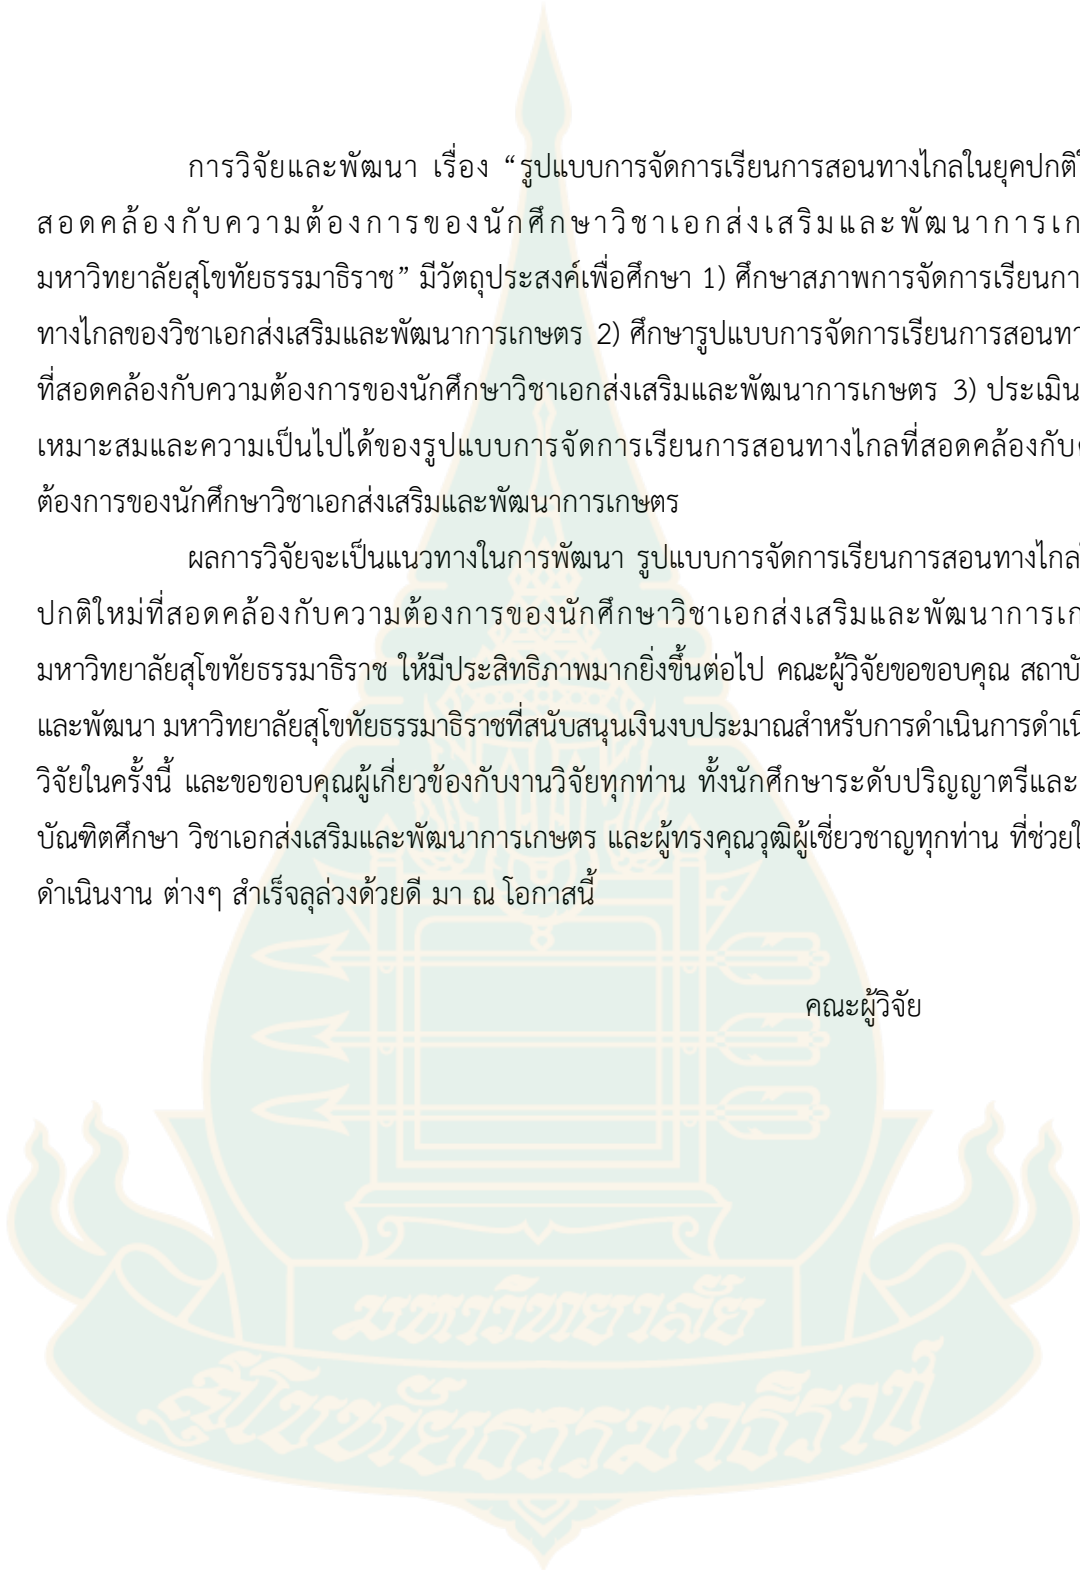 การวิจัยและพัฒนา เรื่อง “รูปแบบการจัดการเรียนการสอนทางไกลในยุคปกติ
สอดคล้องกับความต้องการของนักศึกษาวิชาเอกส่งเสริมและพัฒนาการเก
มหาวิทยาลัยสุโขทัยธรรมาธิราช” มีวัตถุประสงค์เพื่อศึกษา 1) ศึกษาสภาพการจัดการเรียนกา
ทางไกลของวิชาเอกส่งเสริมและพัฒนาการเกษตร 2) ศึกษารูปแบบการจัดการเรียนการสอนทา
ที่สอดคล้องกับความต้องการของนักศึกษาวิชาเอกส่งเสริมและพัฒนาการเกษตร 3) ประเมิน
เหมาะสมและความเป็นไปได้ของรูปแบบการจัดการเรียนการสอนทางไกลที่สอดคล้องกับ
ต้องการของนักศึกษาวิชาเอกส่งเสริมและพัฒนาการเกษตร
ผลการวิจัยจะเป็นแนวทางในการพัฒนา รูปแบบการจัดการเรียนการสอนทางไกล
ปกติใหม่ที่สอดคล้องกับความต้องการของนักศึกษาวิชาเอกส่งเสริมและพัฒนาการเก
มหาวิทยาลัยสุโขทัยธรรมาธิราช ให้มีประสิทธิภาพมากยิ่งขึ้นต่อไป คณะผู้วิจัยขอขอบคุณ สถาบั
และพัฒนา มหาวิทยาลัยสุโขทัยธรรมาธิราชที่สนับสนุนเงินงบประมาณสำหรับการดำเนินการดำเนิ
วิจัยในครั้งนี้ และขอขอบคุณผู้เกี่ยวข้องกับงานวิจัยทุกท่าน ทั้งนักศึกษาระดับปริญญาตรีและ
บัณฑิตศึกษา วิชาเอกส่งเสริมและพัฒนาการเกษตร และผู้ทรงคุณวุฒิผู้เชี่ยวชาญทุกท่าน ที่ช่วยใ
ดำเนินงาน ต่างๆ สำเร็จลุล่วงด้วยดี มา ณ โอกาสนี้
คณะผู้วิจัย
มหาวิทยาลัย
สุโขทัยธรรมาธิราช